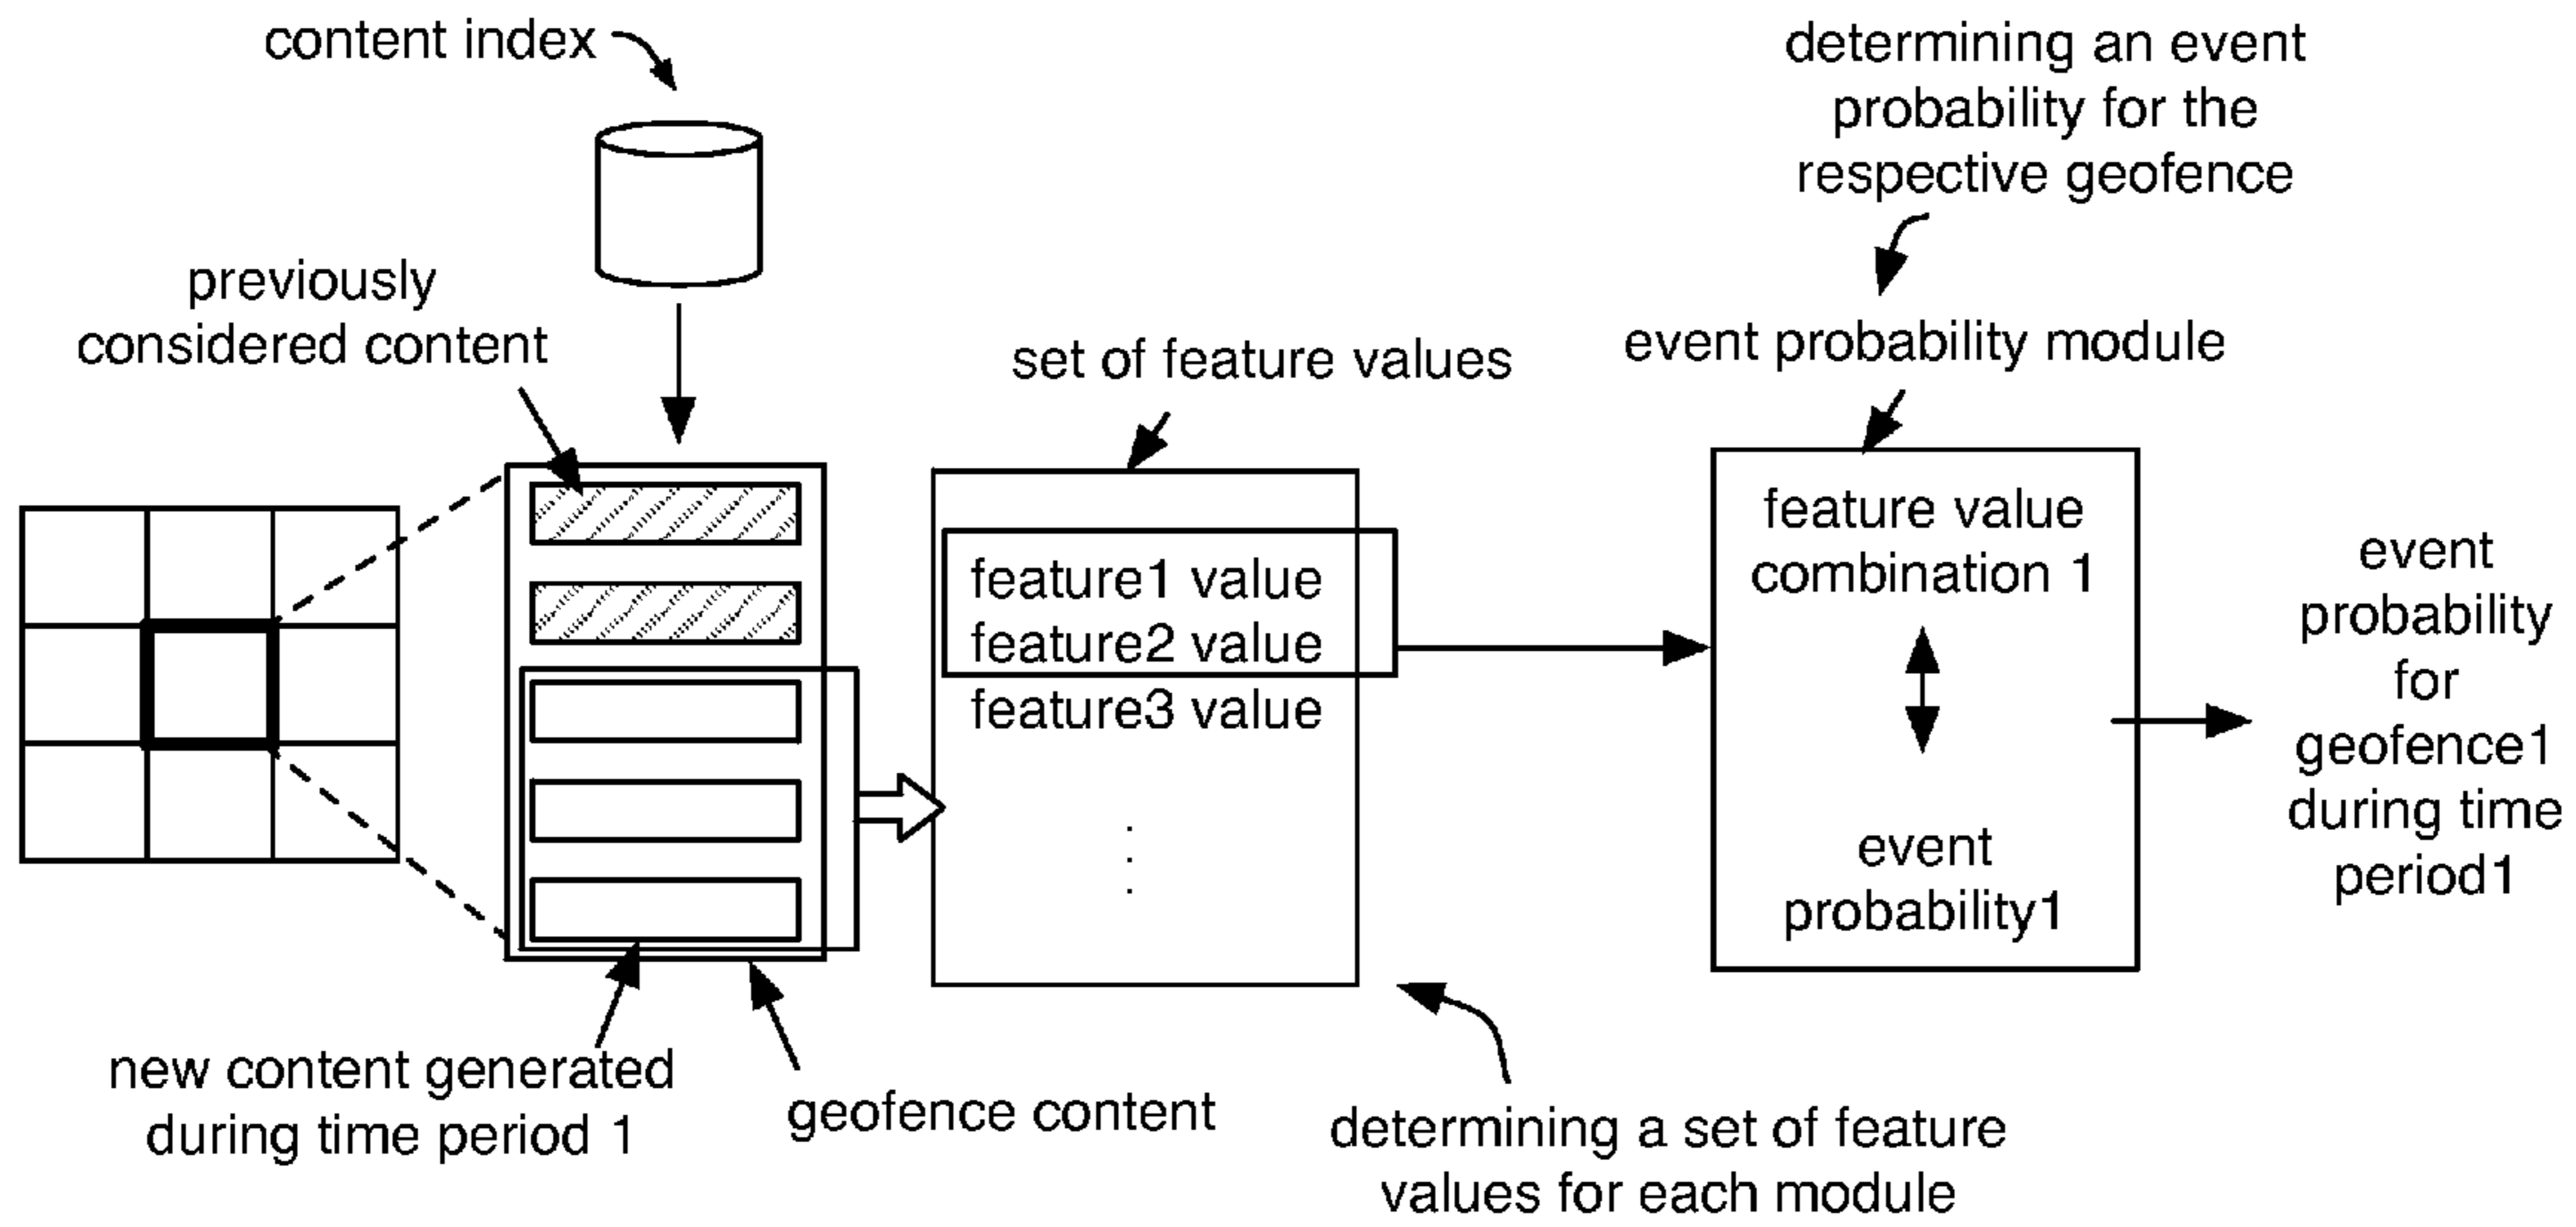 content index
previously
considered content
new content generated
during time period 1
geofence content
set of feature values
feature1 value
feature2 value
feature3 value
.
.
.
determining a set of feature
values for each module
determining an event
probability for the
respective geofence
event probability module
feature value
combination 1
event
probability1
event
probability
for
geofence1
during time
period1